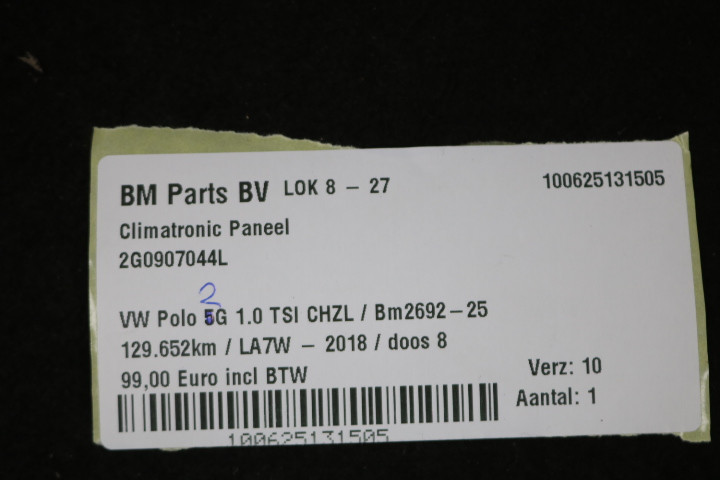 BM Parts BV LOK 8 - 27 100625131505
Climatronic Paneel
2G0907044L
2
VW Polo 5G 1.0 TSI CHZL / Bm2692-25
129.652km / LA7W - 2018 / doos 8
99,00 Euro incl BTW
Verz: 10
Aantal: 1
100625131505